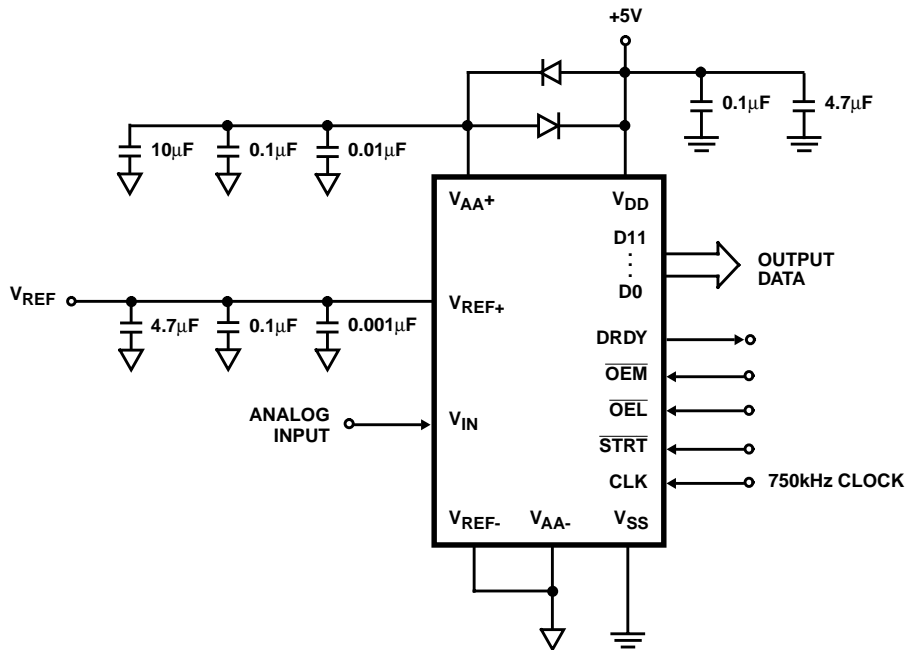 +5V
0.1μF
4.7μF
10μF
0.1μF
0.01μF
VAA+
VDD
D11
D0
OUTPUT
DATA
VREF
VREF+
4.7μF
0.1μF
0.001μF
DRDY
OEM
OEL
ANALOG
INPUT
VIN
STRT
CLK
750kHz CLOCK
VREF-
VAA-
VSS